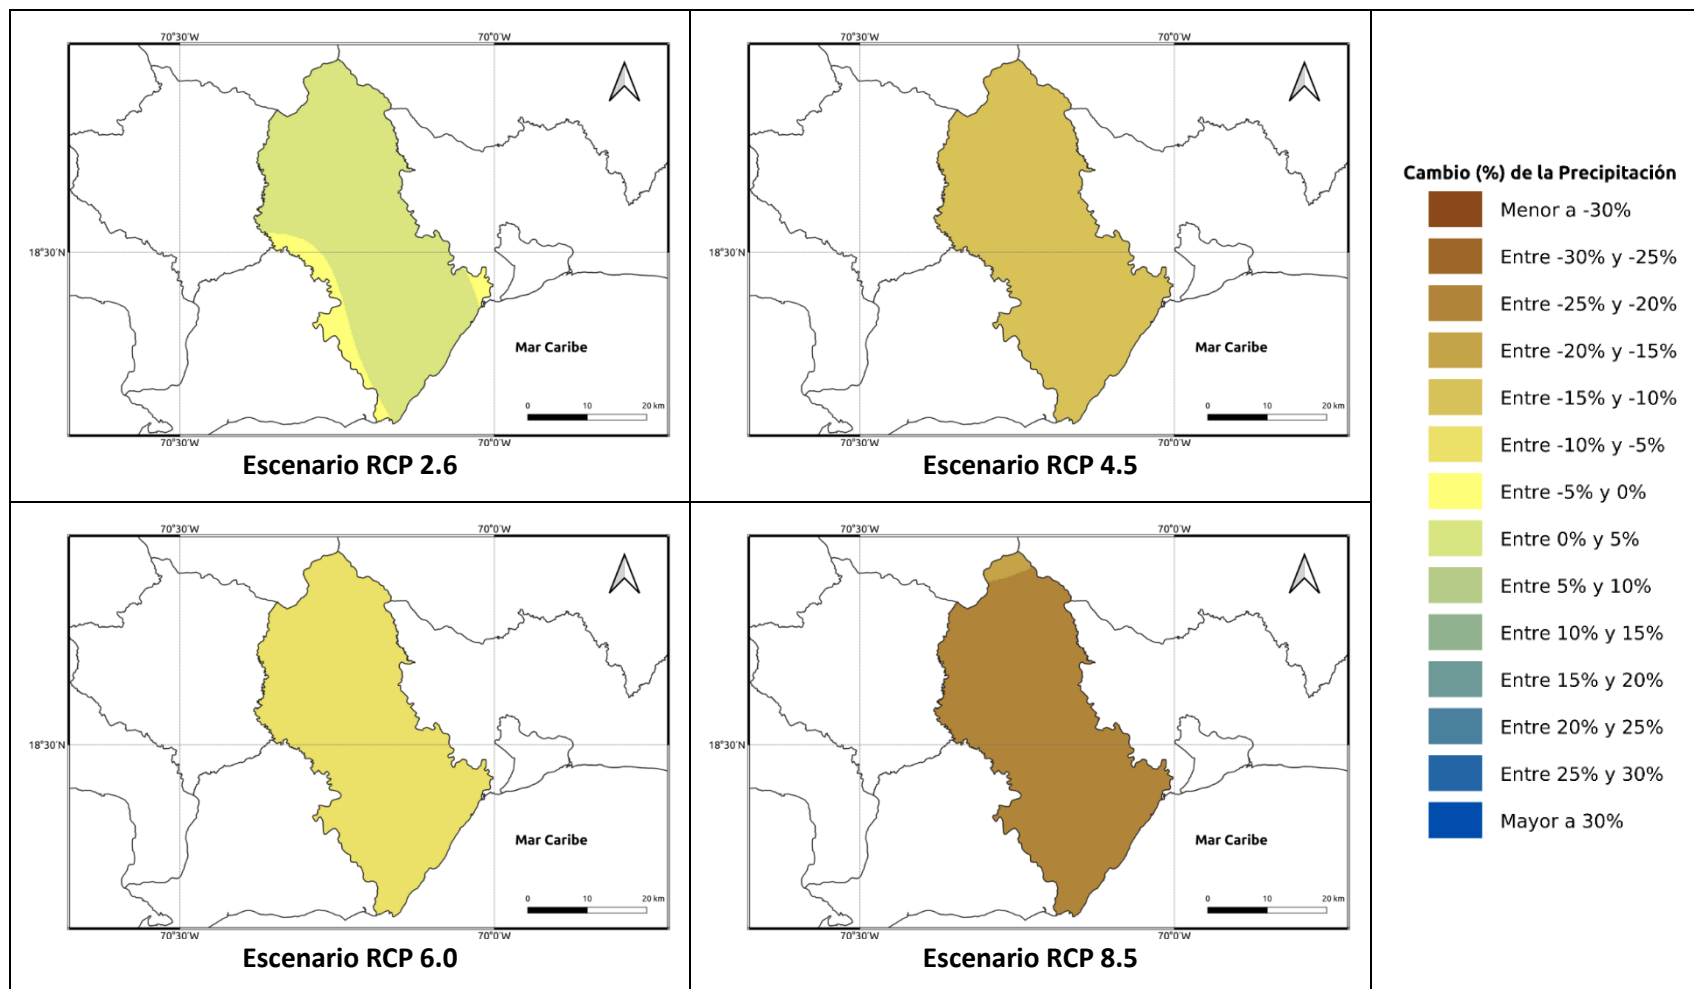 70°30'W
70°0'W
18°30'N
Mar Caribe
0
10
20 km
70°30'W
70°0'W
Escenario RCP 2.6
70°30'W
70°0'W
18°30'N
Mar Caribe
0
10
20 km
70°30'W
70°0'W
Escenario RCP 4.5
70°30'W
70°0'W
18°30'N
Mar Caribe
0
10
20 km
70°30'W
70°0'W
Escenario RCP 6.0
70°30'W
70°0'W
18°30'N
Mar Caribe
0
10
20 km
70°30'W
70°0'W
Escenario RCP 8.5
Cambio (%) de la Precipitación
Menor a -30%
Entre -30% y -25%
Entre -25% y -20%
Entre -20% y -15%
Entre -15% y -10%
Entre -10% y -5%
Entre -5% y 0%
Entre 0% y 5%
Entre 5% y 10%
Entre 10% y 15%
Entre 15% y 20%
Entre 20% y 25%
Entre 25% y 30%
Mayor a 30%